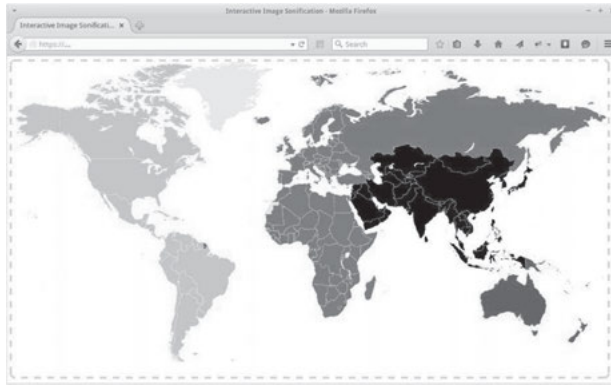 Interactive Image Sonification - Mozilla Firefox
Interactive Image Sonificati...
https://...
Search